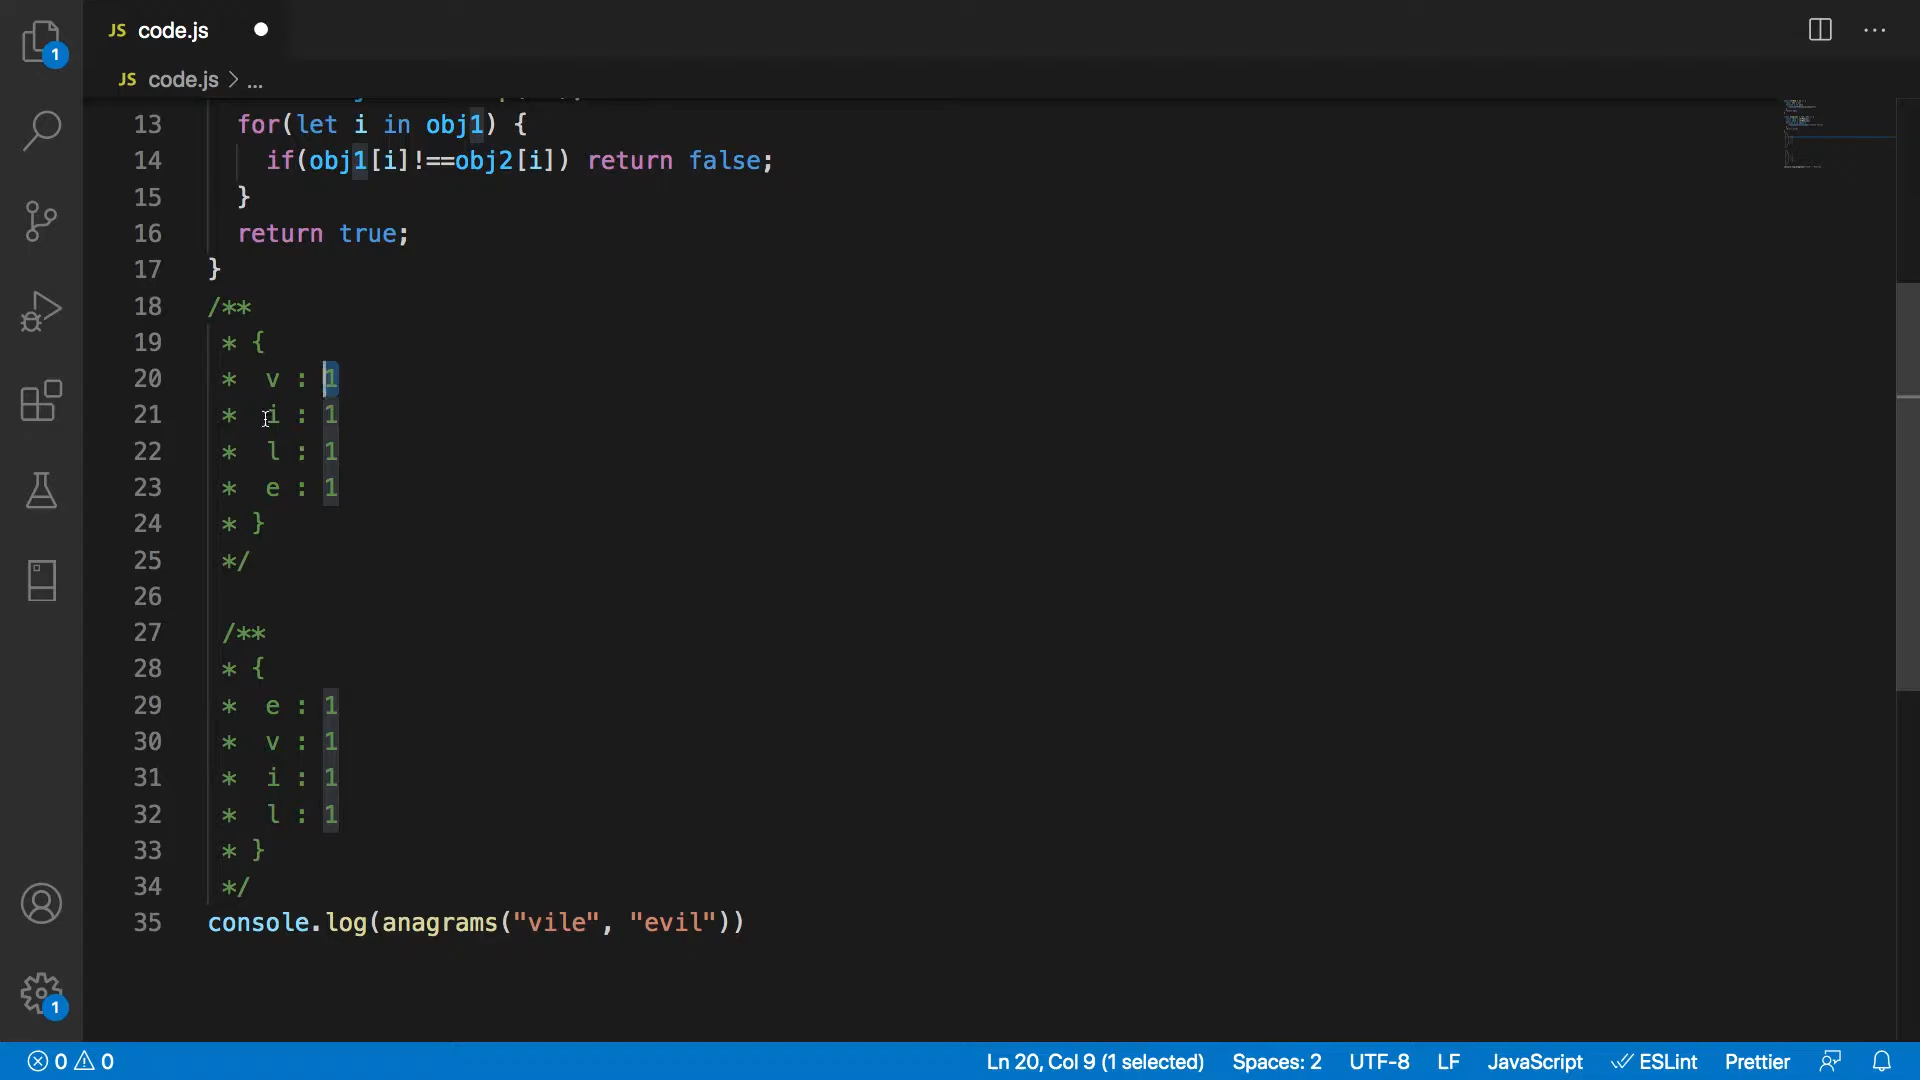 JS code.js
JS code.js > ...
13 for(let i in obj1) {
14 if(obj1[i]!==obj2[i]) return false;
15 }
16 return true;
17 }
18 /**
19 * {
20 * v : 1
21 * i : 1
22 * l : 1
23 * e : 1
24 * }
25 */
26
27 /**
28 * {
29 * e : 1
30 * v : 1
31 * i : 1
32 * l : 1
33 * }
34 */
35 console.log(anagrams("vile", "evil"))
1
1
0 0 Ln 20, Col 9 (1 selected) Spaces: 2 UTF-8 LF JavaScript ESLint Prettier